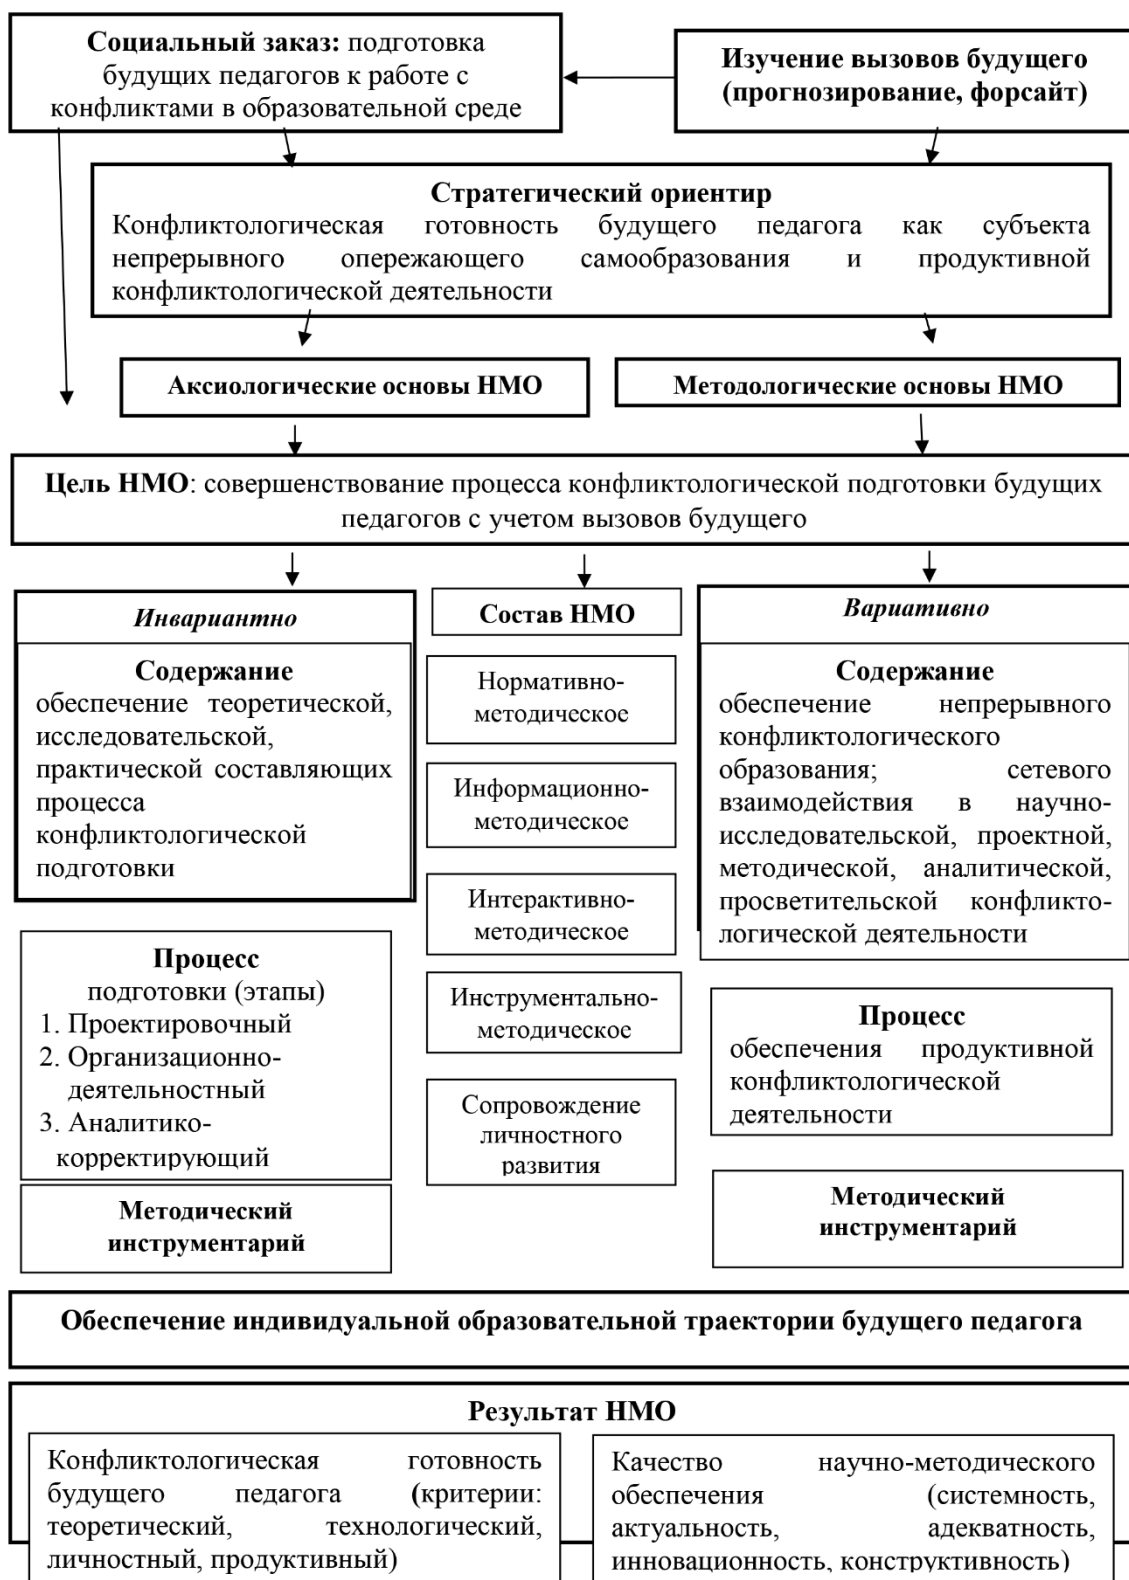 Социальный заказ: подготовка
будущих педагогов к работе с
конфликтами в образовательной среде
Изучение вызовов будущего
(прогнозирование, форсайт)
Стратегический ориентир
Конфликтологическая готовность будущего педагога как субъекта
непрерывного опережающего самообразования и продуктивной
конфликтологической деятельности
Аксиологические основы НМО
Методологические основы НМО
Цель НМО: совершенствование процесса конфликтологической подготовки будущих
педагогов с учетом вызовов будущего
Инвариантно
Содержание
обеспечение теоретической,
исследовательской,
практической составляющих
процесса
конфликтологической
подготовки
Процесс
подготовки (этапы)
1. Проектировочный
2. Организационно-
деятельностный
3. Аналитико-
корректирующий
Методический
инструментарий
Состав НМО
Нормативно-
методическое
Информационно-
методическое
Интерактивно-
методическое
Инструментально-
методическое
Сопровождение
личностного
развития
Вариативно
Содержание
обеспечение непрерывного
конфликтологического
образования; сетевого
взаимодействия в научно-
исследовательской, проектной,
методической, аналитической,
просветительской конфликто-
логической деятельности
Процесс
обеспечения продуктивной
конфликтологической
деятельности
Методический
инструментарий
Обеспечение индивидуальной образовательной траектории будущего педагога
Результат НМО
Конфликтологическая готовность
будущего педагога (критерии:
теоретический, технологический,
личностный, продуктивный)
Качество научно-методического
обеспечения (системность,
актуальность, адекватность,
инновационность, конструктивность)